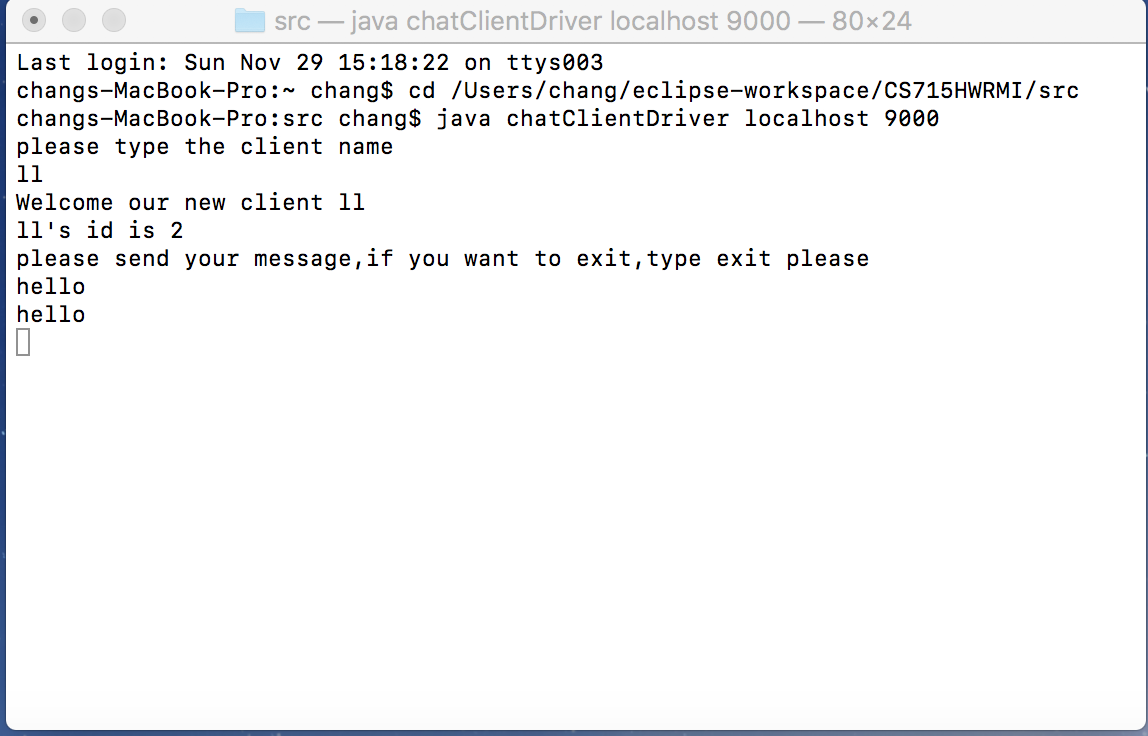 src — java chatClientDriver localhost 9000 — 80×24
Last login: Sun Nov 29 15:18:22 on ttys003
changs-MacBook-Pro:~ chang$ cd /Users/chang/eclipse-workspace/CS715HWRMI/src
changs-MacBook-Pro:src chang$ java chatClientDriver localhost 9000
please type the client name
ll
Welcome our new client ll
ll's id is 2
please send your message,if you want to exit,type exit please
hello
hello